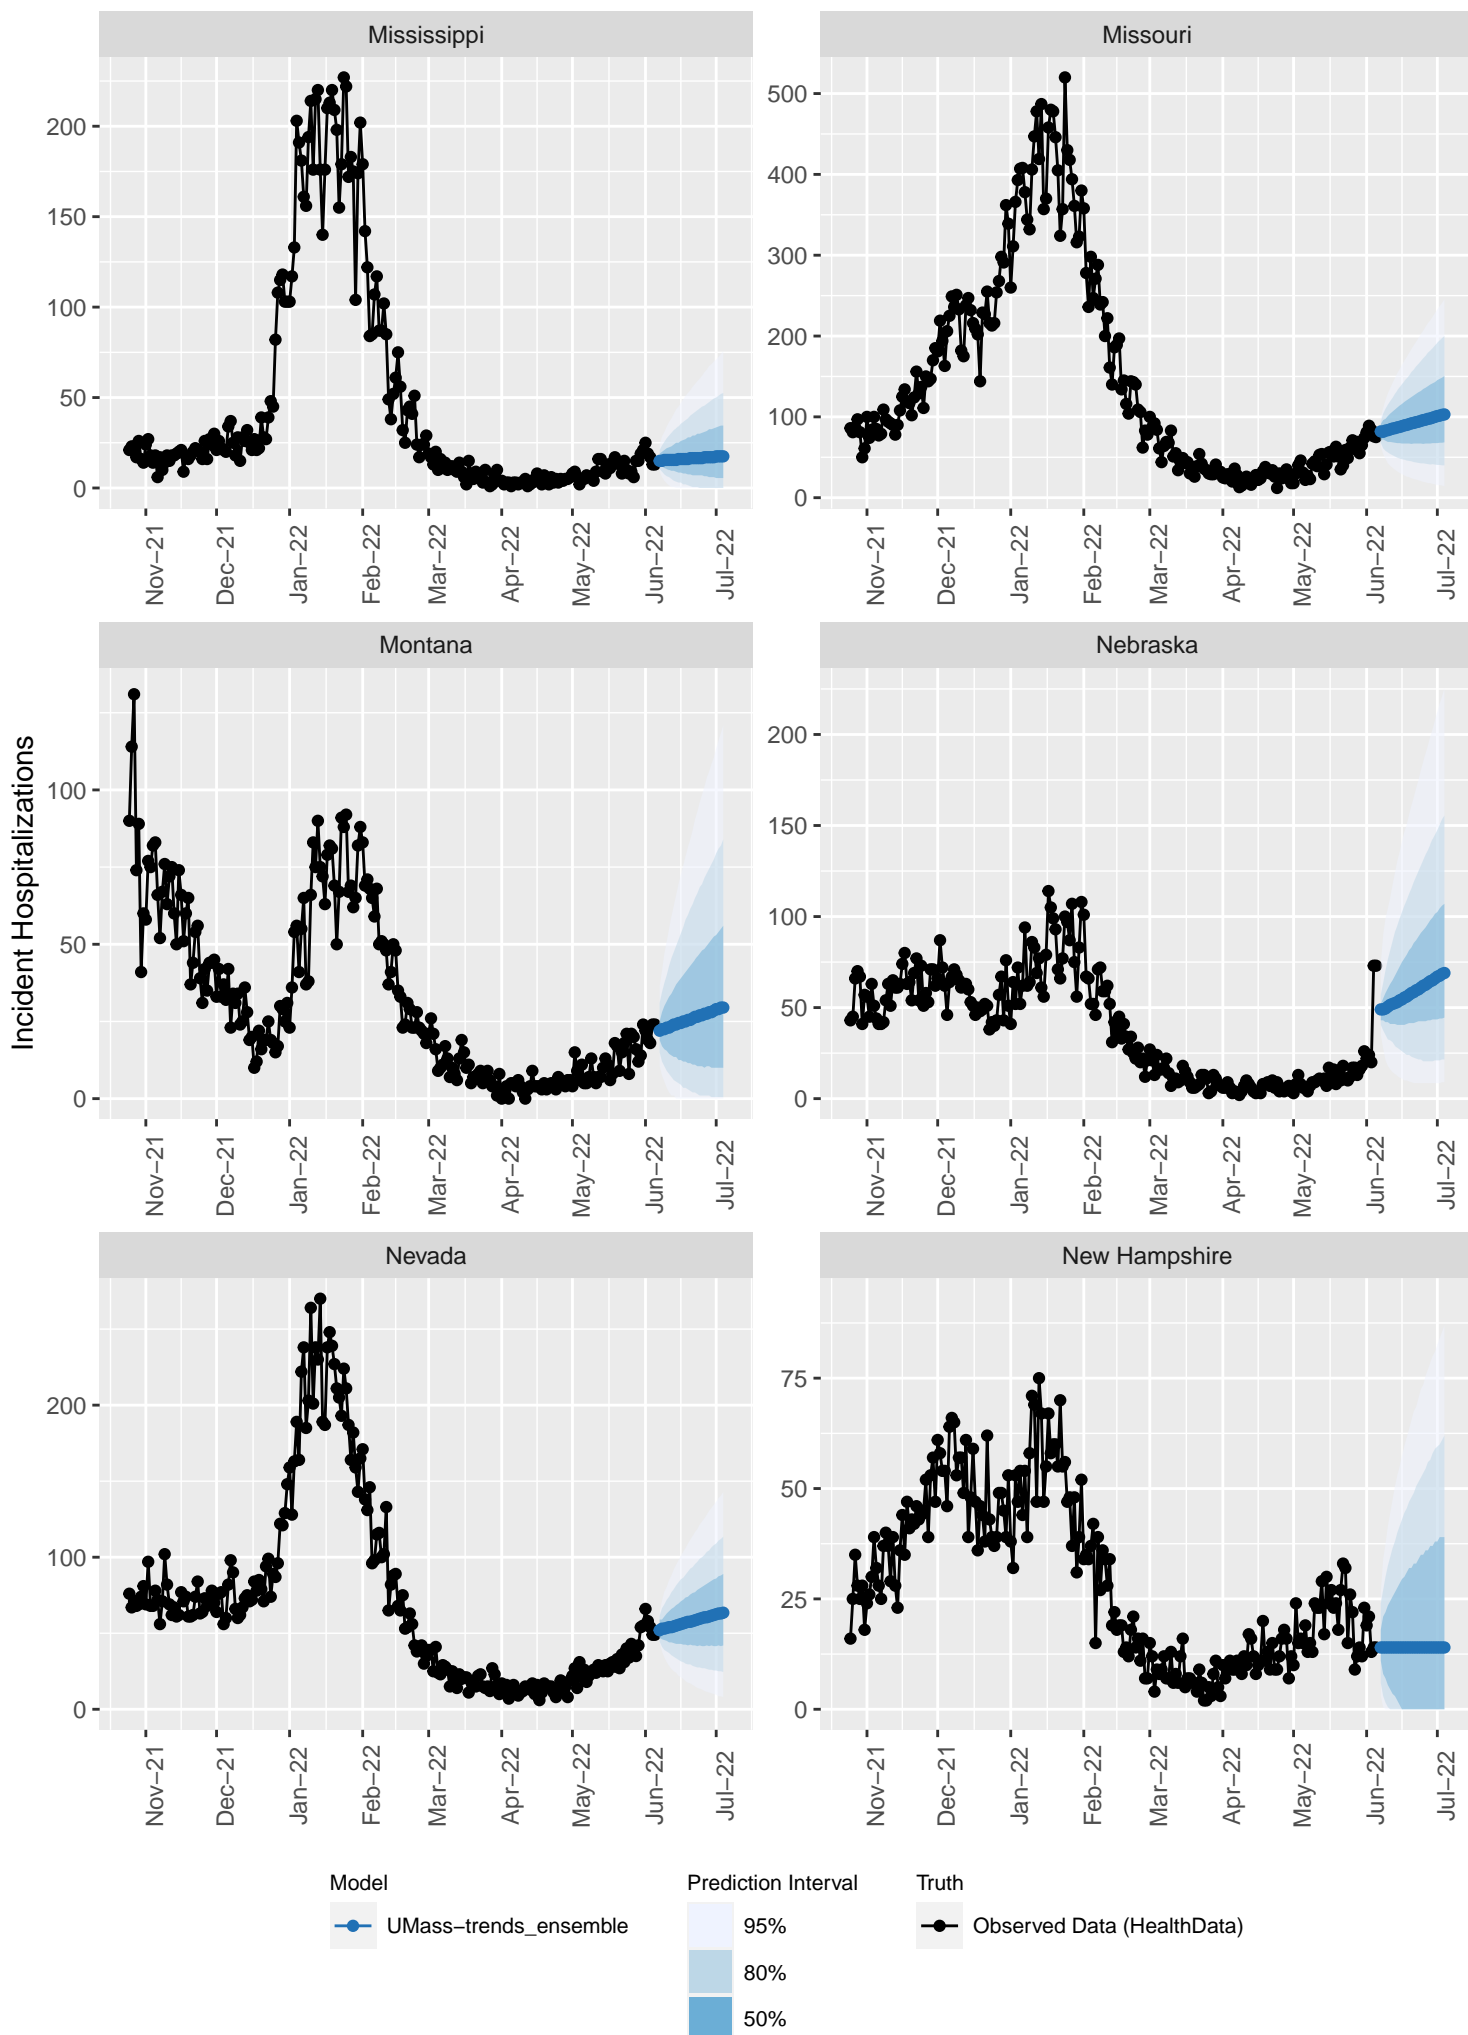 Incident Hospitalizations
Mississippi
200
150
100
50
0
Nov−21
Dec−21
Jan−22
Feb−22
Mar−22
Apr−22
May−22
Jun−22
Jul−22
Missouri
500
400
300
200
100
0
Nov−21
Dec−21
Jan−22
Feb−22
Mar−22
Apr−22
May−22
Jun−22
Jul−22
Montana
100
50
0
Nov−21
Dec−21
Jan−22
Feb−22
Mar−22
Apr−22
May−22
Jun−22
Jul−22
Nebraska
200
150
100
50
0
Nov−21
Dec−21
Jan−22
Feb−22
Mar−22
Apr−22
May−22
Jun−22
Jul−22
Nevada
200
100
0
Nov−21
Dec−21
Jan−22
Feb−22
Mar−22
Apr−22
May−22
Jun−22
Jul−22
New Hampshire
75
50
25
0
Nov−21
Dec−21
Jan−22
Feb−22
Mar−22
Apr−22
May−22
Jun−22
Jul−22
Model
UMass−trends_ensemble
Prediction Interval
95%
80%
50%
Truth
Observed Data (HealthData)